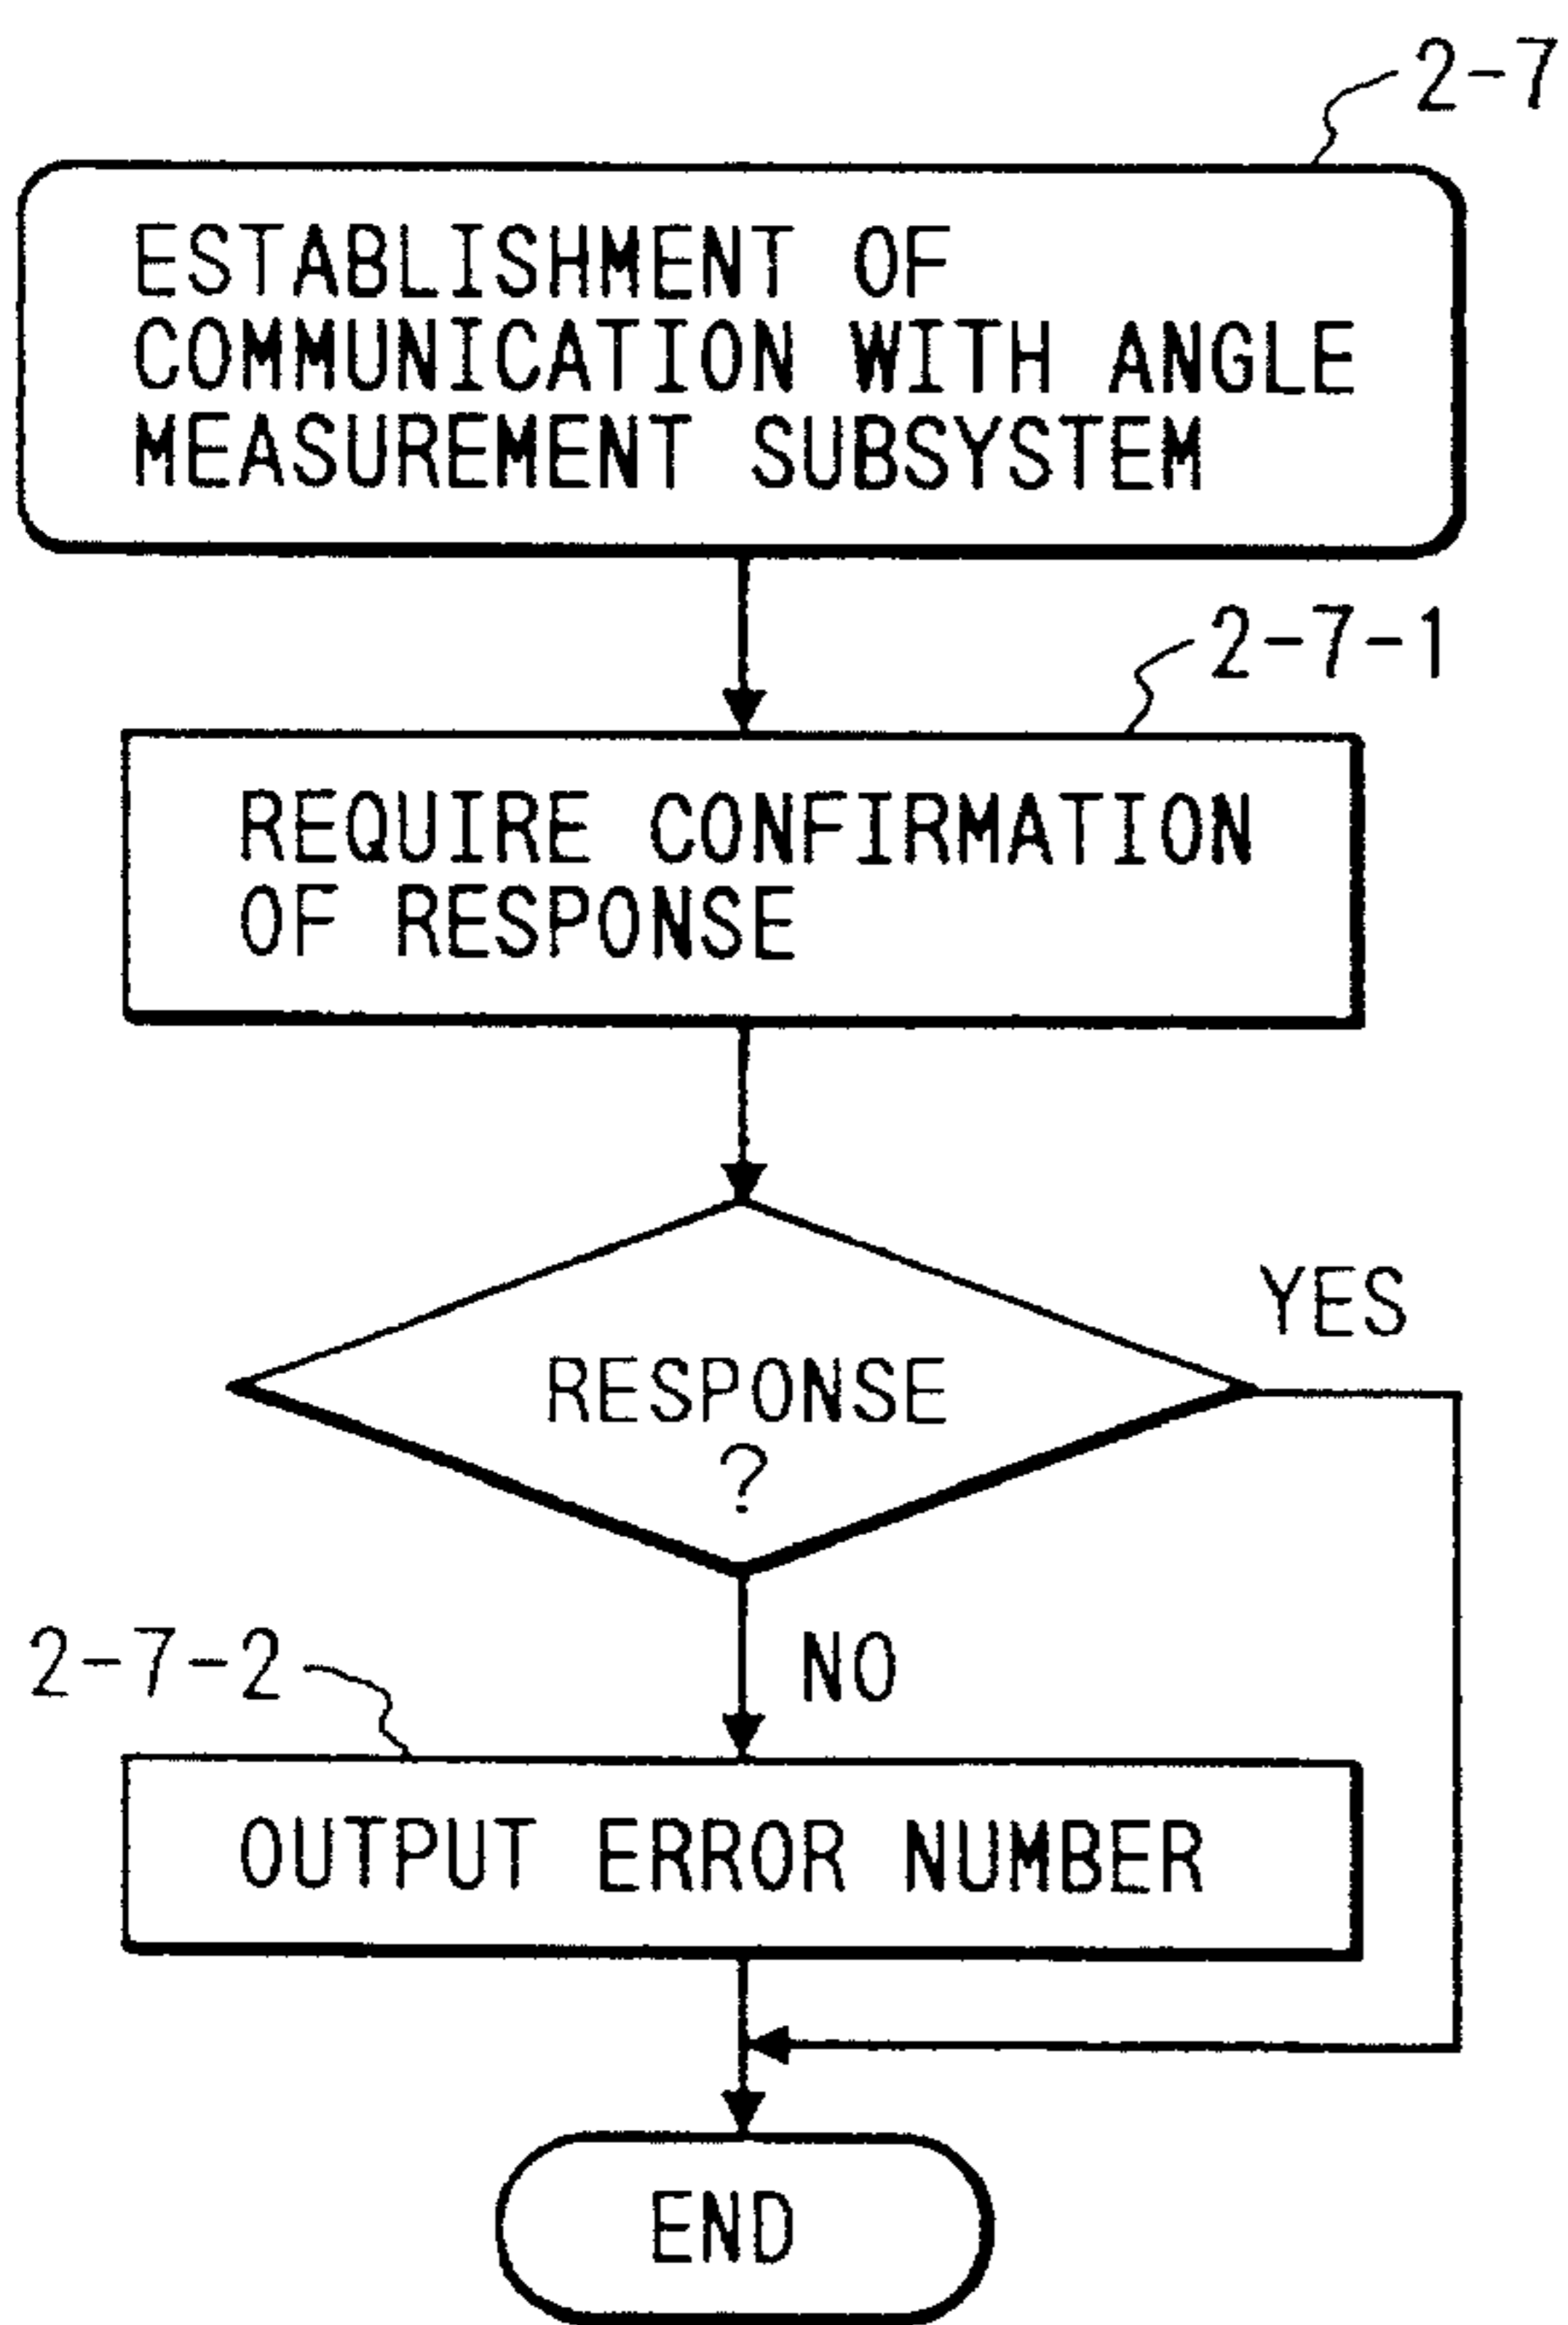 2-7
ESTABLISHMENT OF
COMMUNICATION WITH ANGLE
MEASUREMENT SUBSYSTEM
2-7-1
REQUIRE CONFIRMATION
OF RESPONSE
YES
RESPONSE
?
2-7-2
NO
OUTPUT ERROR NUMBER
END